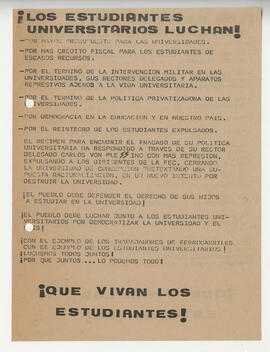 ¡LOS ESTUDIANTES
UNIVERSITARIOS LUCHAN!
-POR MAYOR PRESUPUESTO PARA LAS UNIVERSIDADES.
-POR MAS CREDITO FISCAL PARA LOS ESTUDIANTES DE
ESCASOS RECURSOS.
-POR EL TERMINO DE LA INTERVENCION MILITAR EN LAS
UNIVERSIDADES, SUS RECTORES DELEGADOS Y APARATOS
REPRESIVOS AJENOS A LA VIDA UNIVERSITARIA.
-POR EL TERMINO DE LA POLITICA PRIVATIZADORA DE LAS
UNIVERSIDADES.
-POR DEMOCRACIA EN LA EDUCACION Y EN NUESTRO PAIS.
-POR EL REINTEGRO DE LOS ESTUDIANTES EXPULSADOS.
EL REGIMEN PARA ENCUBRIR EL FRACASO DE SU POLITICA
UNIVERSITARIA HA RESPONDIDO A TRAVES DE SU RECTOR
DELEGADO CARLOS VON CON MAS REPRESION,
EXPULSANDO A LOS DIRIGENTES DE LA FEC, CERRANDO
LA UNIVERSIDAD DE CONCEPCION PRETEXTANDO UNA SU-
PUESTA RACIONALIZACION, EN UN NUEVO INTENTO POR
DESTRUIR LA UNIVERSIDAD.
¡EL PUEBLO DEBE DEFENDER EL DERECHO DE SUS HIJOS
A ESTUDIAR EN LA UNIVERSIDAD!
¡EL PUEBLO DEBE LUCHAR JUNTO A LOS ESTUDIANTES UNI-
VERSITARIOS POR DEMOCRATIZAR LA UNIVERSIDAD Y EL
¡CON EL EJEMPLO DE LOS TRABAJADORES DE FERROCARRILES
CON EL EJEMPLO DE LOS ESTUDIANTES UNIVERSITARIOS!
¡LUCHEMOS TODOS JUNTOS!
¡POR QUE JUNTOS ...LO PODEMOS TODO!
¡QUE VIVAN LOS
ESTUDIANTES!